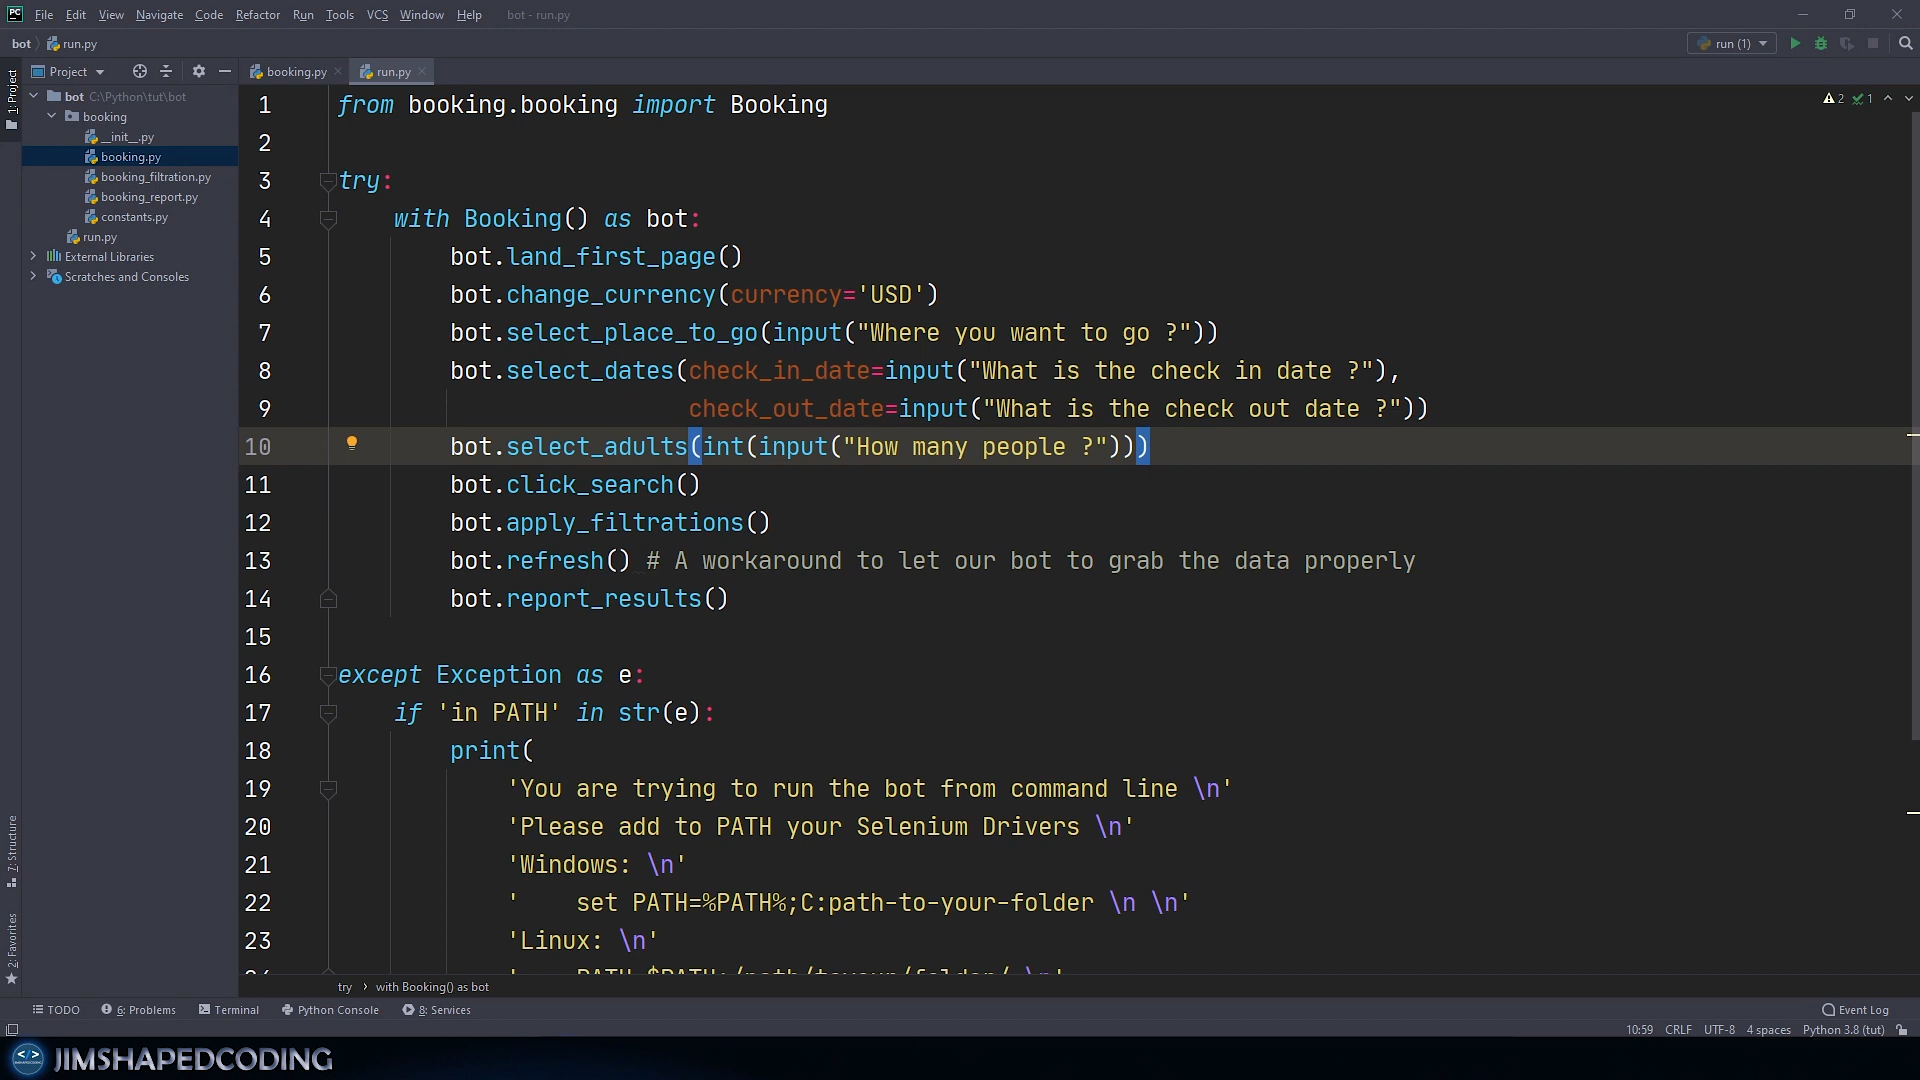 PC File Edit View Navigate Code Refactor Run Tools VCS Window Help bot - run.py
bot run.py run (1)
1: Project
Project booking.py run.py
bot C:\Python\tut\bot
booking
__init__.py
booking.py
booking_filtration.py
booking_report.py
constants.py
run.py
External Libraries
Scratches and Consoles
2 1
1 from booking.booking import Booking
2
3 try:
4 with Booking() as bot:
5 bot.land_first_page()
6 bot.change_currency(currency='USD')
7 bot.select_place_to_go(input("Where you want to go ?"))
8 bot.select_dates(check_in_date=input("What is the check in date ?"),
9 check_out_date=input("What is the check out date ?"))
10 bot.select_adults(int(input("How many people ?")))
11 bot.click_search()
12 bot.apply_filtrations()
13 bot.refresh() # A workaround to let our bot to grab the data properly
14 bot.report_results()
15
16 except Exception as e:
17 if 'in PATH' in str(e):
18 print(
19 'You are trying to run the bot from command line \n'
20 'Please add to PATH your Selenium Drivers \n'
21 'Windows: \n'
22 '    set PATH=%PATH%;C:path-to-your-folder \n \n'
23 'Linux: \n'
7: Structure
2: Favorites
try with Booking() as bot
TODO 6: Problems Terminal Python Console 8: Services Event Log
10:59 CRLF UTF-8 4 spaces Python 3.8 (tut)
JIMSHAPEDCODING